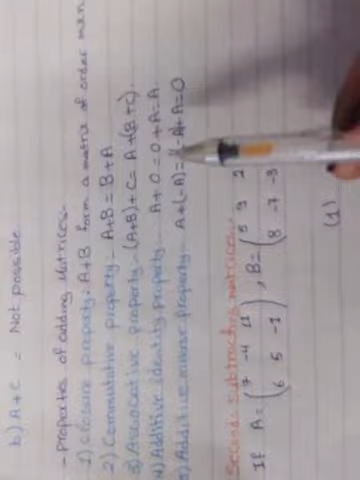 b) A+C = Not possible
- Properties of adding Matrices.
1) Closure property. A+B form a matrix of order mxn
2) Commutative property - A+B = B+A
3) Associative property - (A+B)+C = A+(B+C).
4) Additive identity property - A+0 = 0+A = A.
5) Additive inverse property - A+(-A) = (-A)+A=0
Second: subtracting matrices.
If A = (7 -4 11
6 5 -1), B = (5 9 2
8 -7 -3
(1)